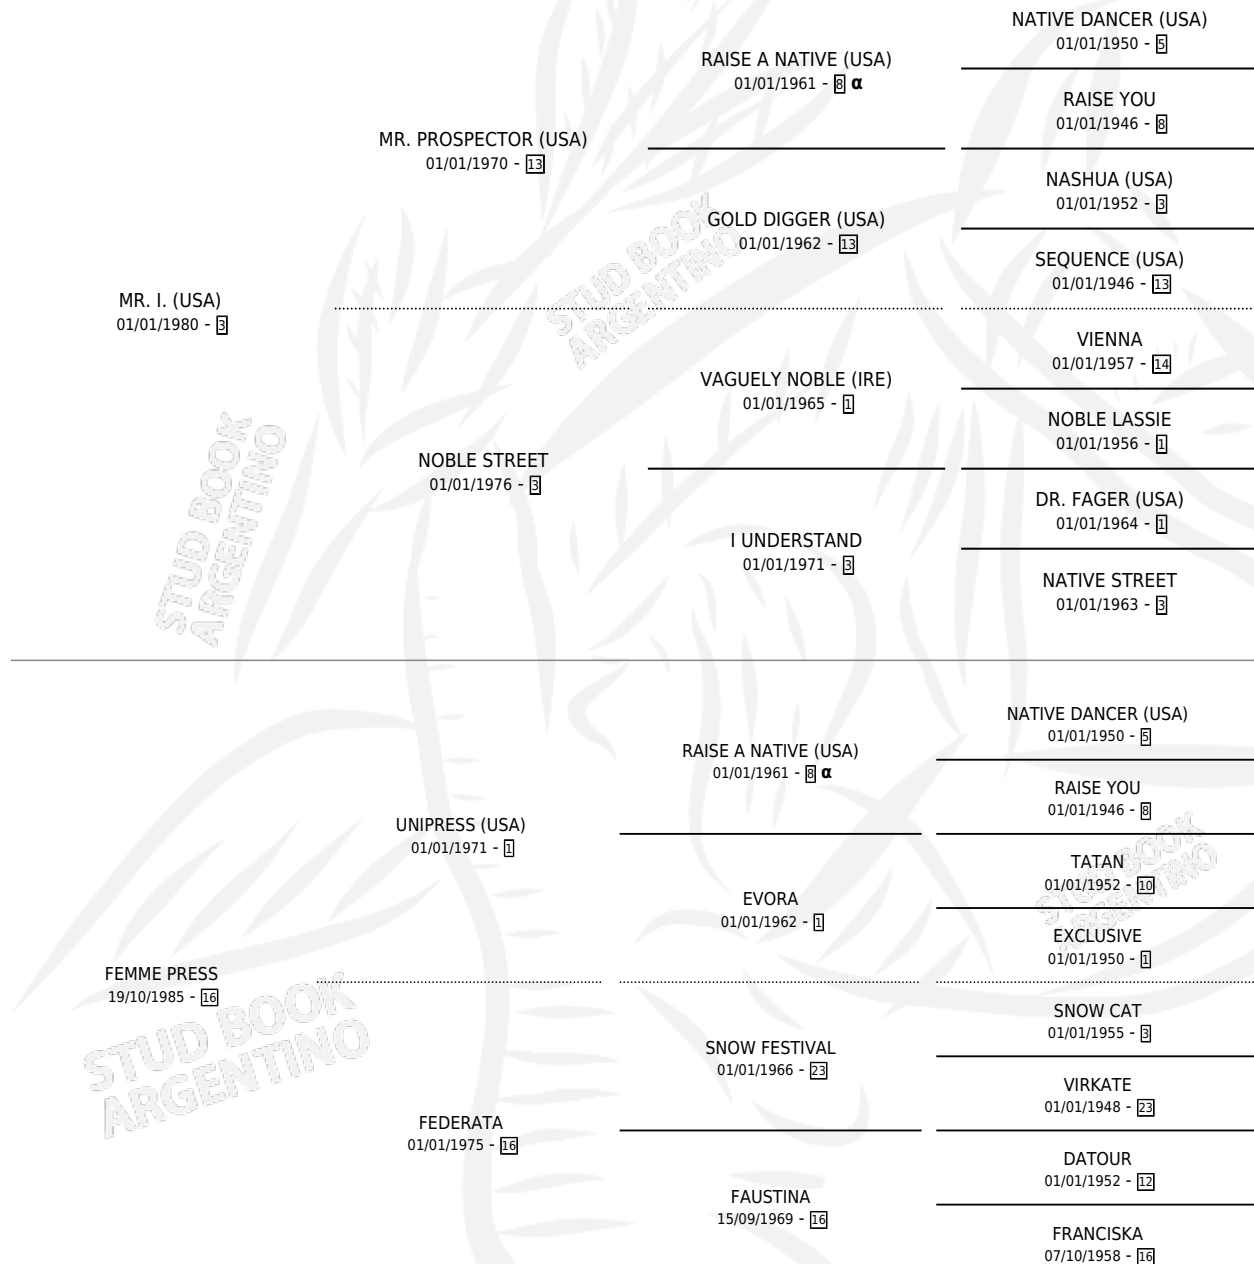 NATIVE DANCER (USA)
01/01/1950 - 5
RAISE A NATIVE (USA)
01/01/1961 - 8 α
RAISE YOU
01/01/1946 - 8
MR. PROSPECTOR (USA)
01/01/1970 - 13
NASHUA (USA)
01/01/1952 - 3
GOLD DIGGER (USA)
01/01/1962 - 13
SEQUENCE (USA)
01/01/1946 - 13
STUD BOOK
ARGENTINO
MR. I. (USA)
01/01/1980 - 3
VIENNA
01/01/1957 - 14
VAGUELY NOBLE (IRE)
01/01/1965 - 1
NOBLE LASSIE
01/01/1956 - 1
NOBLE STREET
01/01/1976 - 3
DR. FAGER (USA)
01/01/1964 - 1
I UNDERSTAND
01/01/1971 - 3
NATIVE STREET
01/01/1963 - 3
STUD BOOK
ARGENTINO
NATIVE DANCER (USA)
01/01/1950 - 5
RAISE A NATIVE (USA)
01/01/1961 - 8 α
RAISE YOU
01/01/1946 - 8
UNIPRESS (USA)
01/01/1971 - 1
TATAN
01/01/1952 - 10
EVORA
01/01/1962 - 1
EXCLUSIVE
01/01/1950 - 1
STUD BOOK
ARGENTINO
FEMME PRESS
19/10/1985 - 16
SNOW CAT
01/01/1955 - 3
SNOW FESTIVAL
01/01/1966 - 23
VIRKATE
01/01/1948 - 23
FEDERATA
01/01/1975 - 16
DATOUR
01/01/1952 - 12
FAUSTINA
15/09/1969 - 16
FRANCISKA
07/10/1958 - 16
STUD BOOK
ARGENTINO